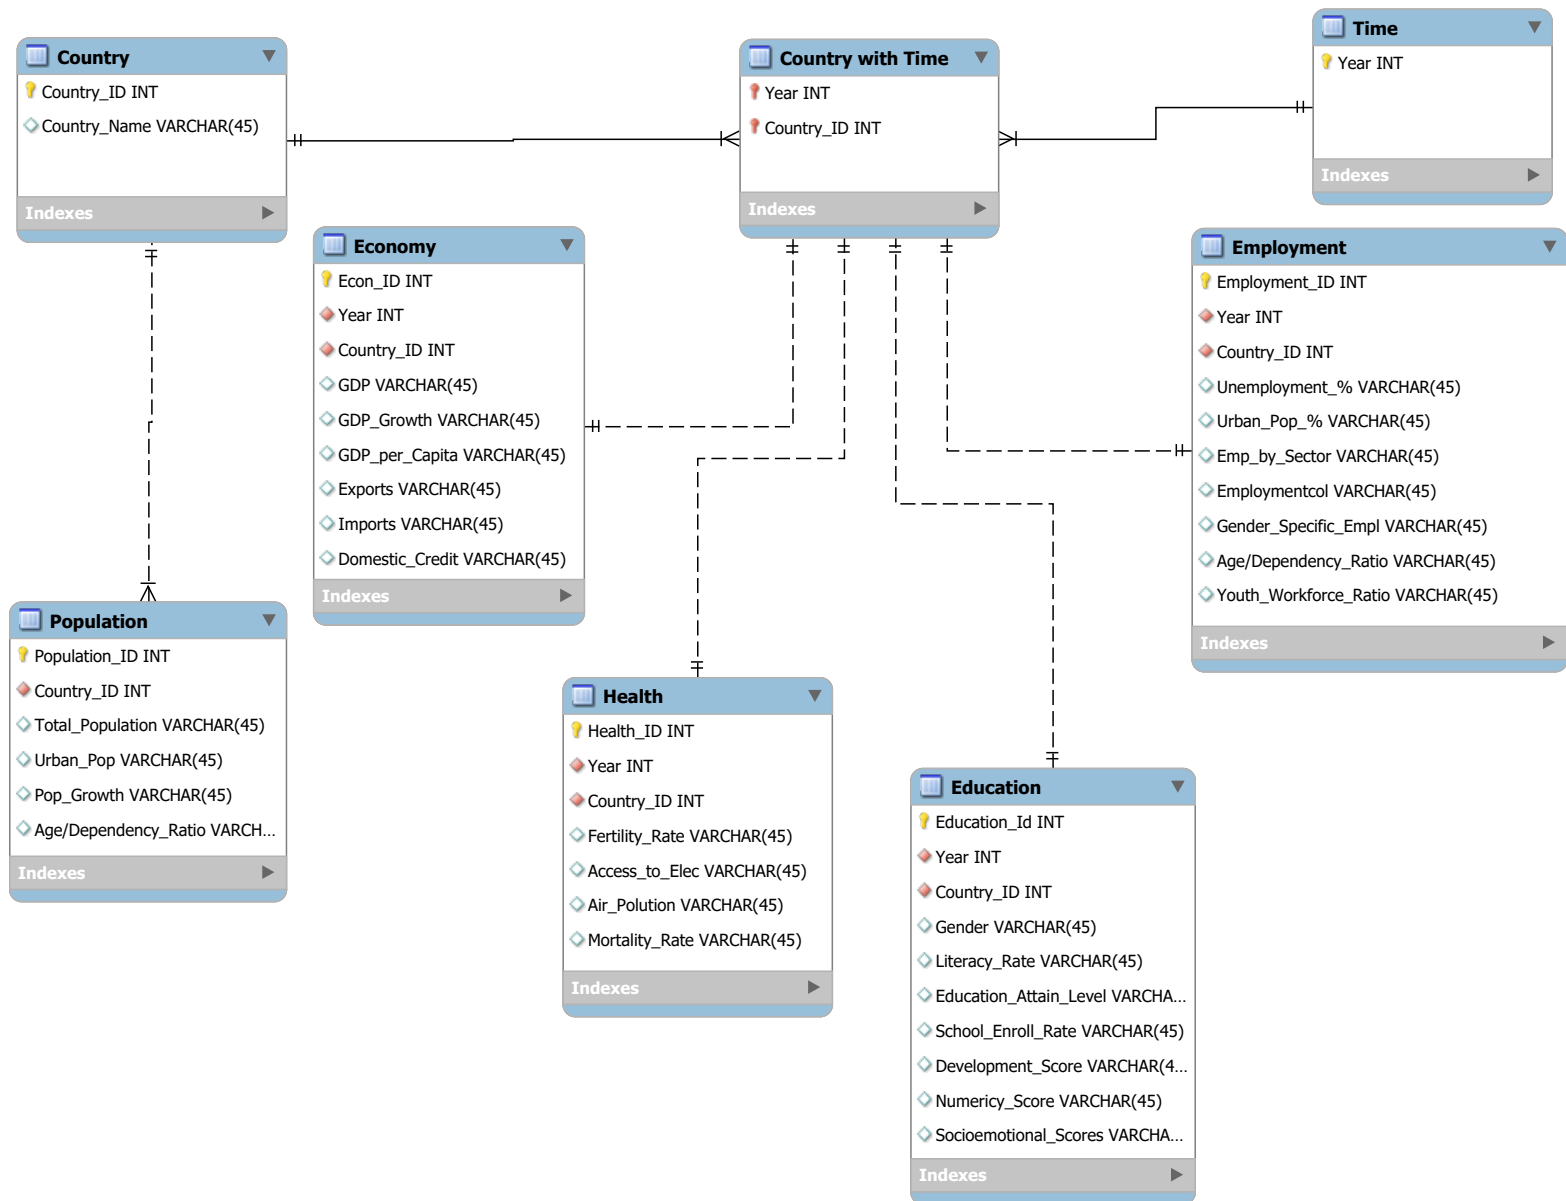 Country
Country_ID INT
Country_Name VARCHAR(45)
Indexes
Country with Time
Year INT
Country_ID INT
Indexes
Time
Year INT
Indexes
Economy
Econ_ID INT
Year INT
Country_ID INT
GDP VARCHAR(45)
GDP_Growth VARCHAR(45)
GDP_per_Capita VARCHAR(45)
Exports VARCHAR(45)
Imports VARCHAR(45)
Domestic_Credit VARCHAR(45)
Indexes
Employment
Employment_ID INT
Year INT
Country_ID INT
Unemployment_% VARCHAR(45)
Urban_Pop_% VARCHAR(45)
Emp_by_Sector VARCHAR(45)
Employmentcol VARCHAR(45)
Gender_Specific_Empl VARCHAR(45)
Age/Dependency_Ratio VARCHAR(45)
Youth_Workforce_Ratio VARCHAR(45)
Indexes
Population
Population_ID INT
Country_ID INT
Total_Population VARCHAR(45)
Urban_Pop VARCHAR(45)
Pop_Growth VARCHAR(45)
Age/Dependency_Ratio VARCH...
Indexes
Health
Health_ID INT
Year INT
Country_ID INT
Fertility_Rate VARCHAR(45)
Access_to_Elec VARCHAR(45)
Air_Polution VARCHAR(45)
Mortality_Rate VARCHAR(45)
Indexes
Education
Education_Id INT
Year INT
Country_ID INT
Gender VARCHAR(45)
Literacy_Rate VARCHAR(45)
Education_Attain_Level VARCHA...
School_Enroll_Rate VARCHAR(45)
Development_Score VARCHAR(4...
Numericy_Score VARCHAR(45)
Socioemotional_Scores VARCHA...
Indexes